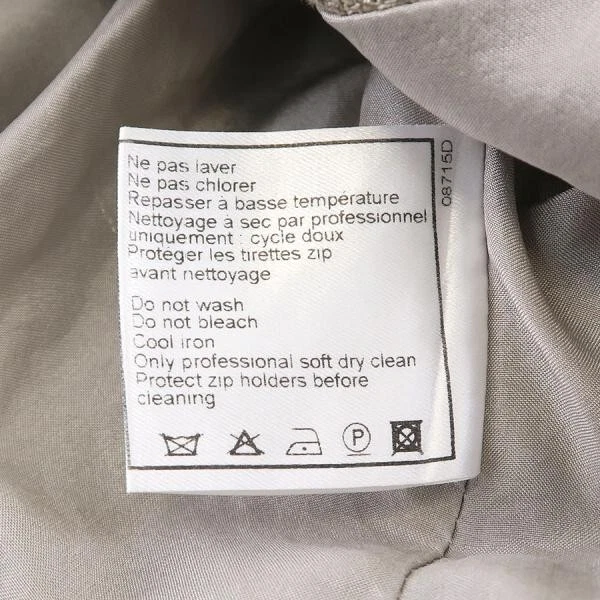 Ne pas laver
Ne pas chlorer
Repasser à basse température
Nettoyage à sec par professionnel
uniquement : cycle doux
Protéger les tirettes zip
avant nettoyage
Do not wash
Do not bleach
Cool iron
Only professional soft dry clean
Protect zip holders before
cleaning
P
08715D